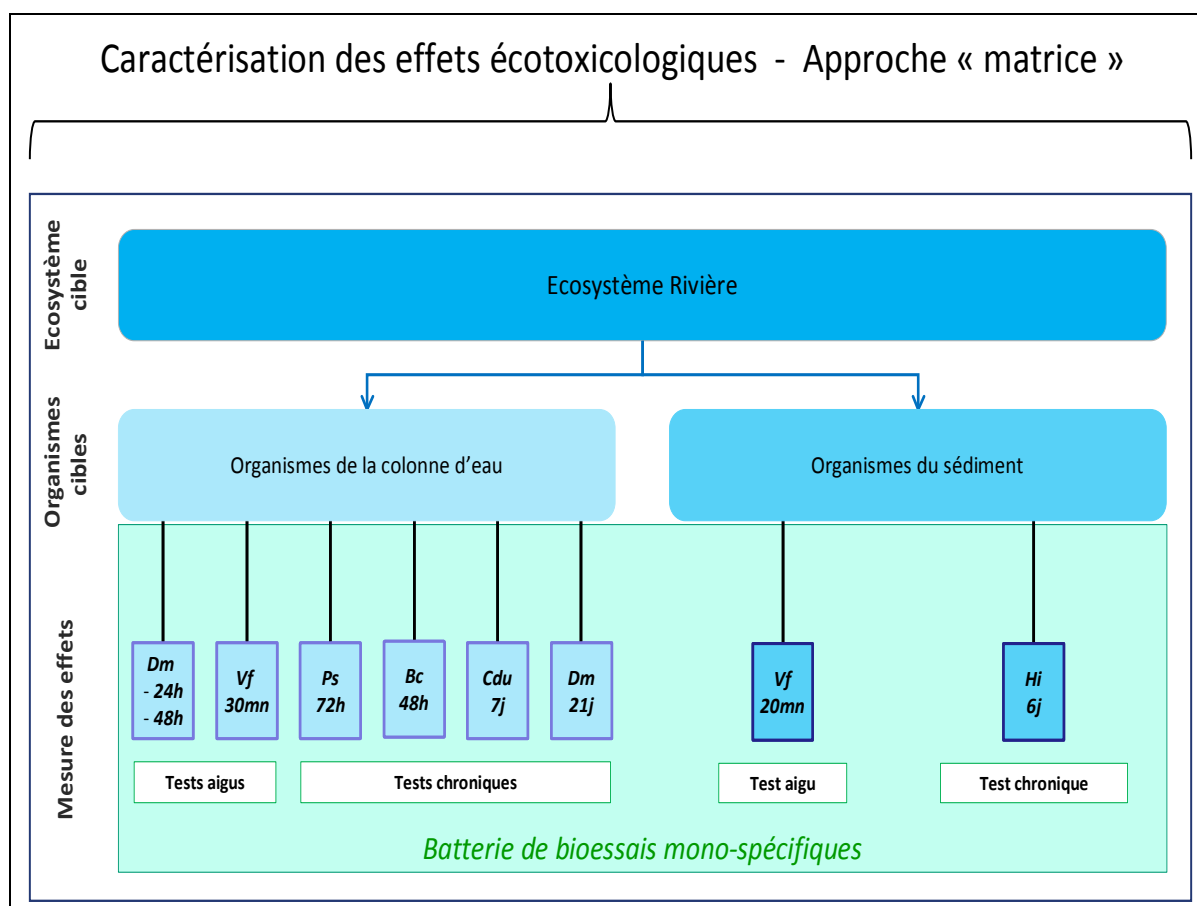 Caractérisation des effets écotoxicologiques - Approche « matrice »
Ecosystème
cible
Ecosystème Rivière
Organismes
cibles
Organismes de la colonne d’eau
Organismes du sédiment
Mesure des effets
Dm
- 24h
- 48h
Vf
30mn
Ps
72h
Bc
48h
Cdu
7j
Dm
21j
Vf
20mn
Hi
6j
Tests aigus
Tests chroniques
Test aigu
Test chronique
Batterie de bioessais mono-spécifiques